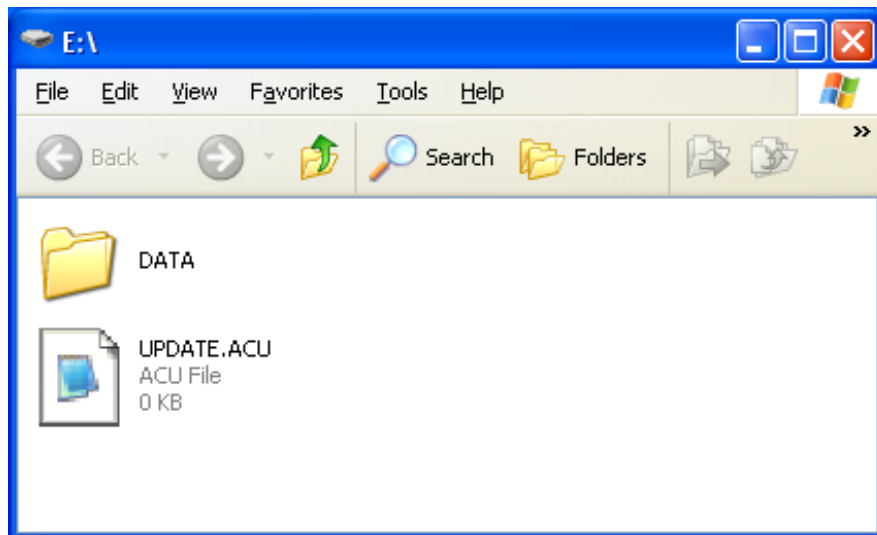 E:\
File Edit View Favorites Tools Help
Back Search Folders »
DATA
UPDATE.ACU
ACU File
0 KB